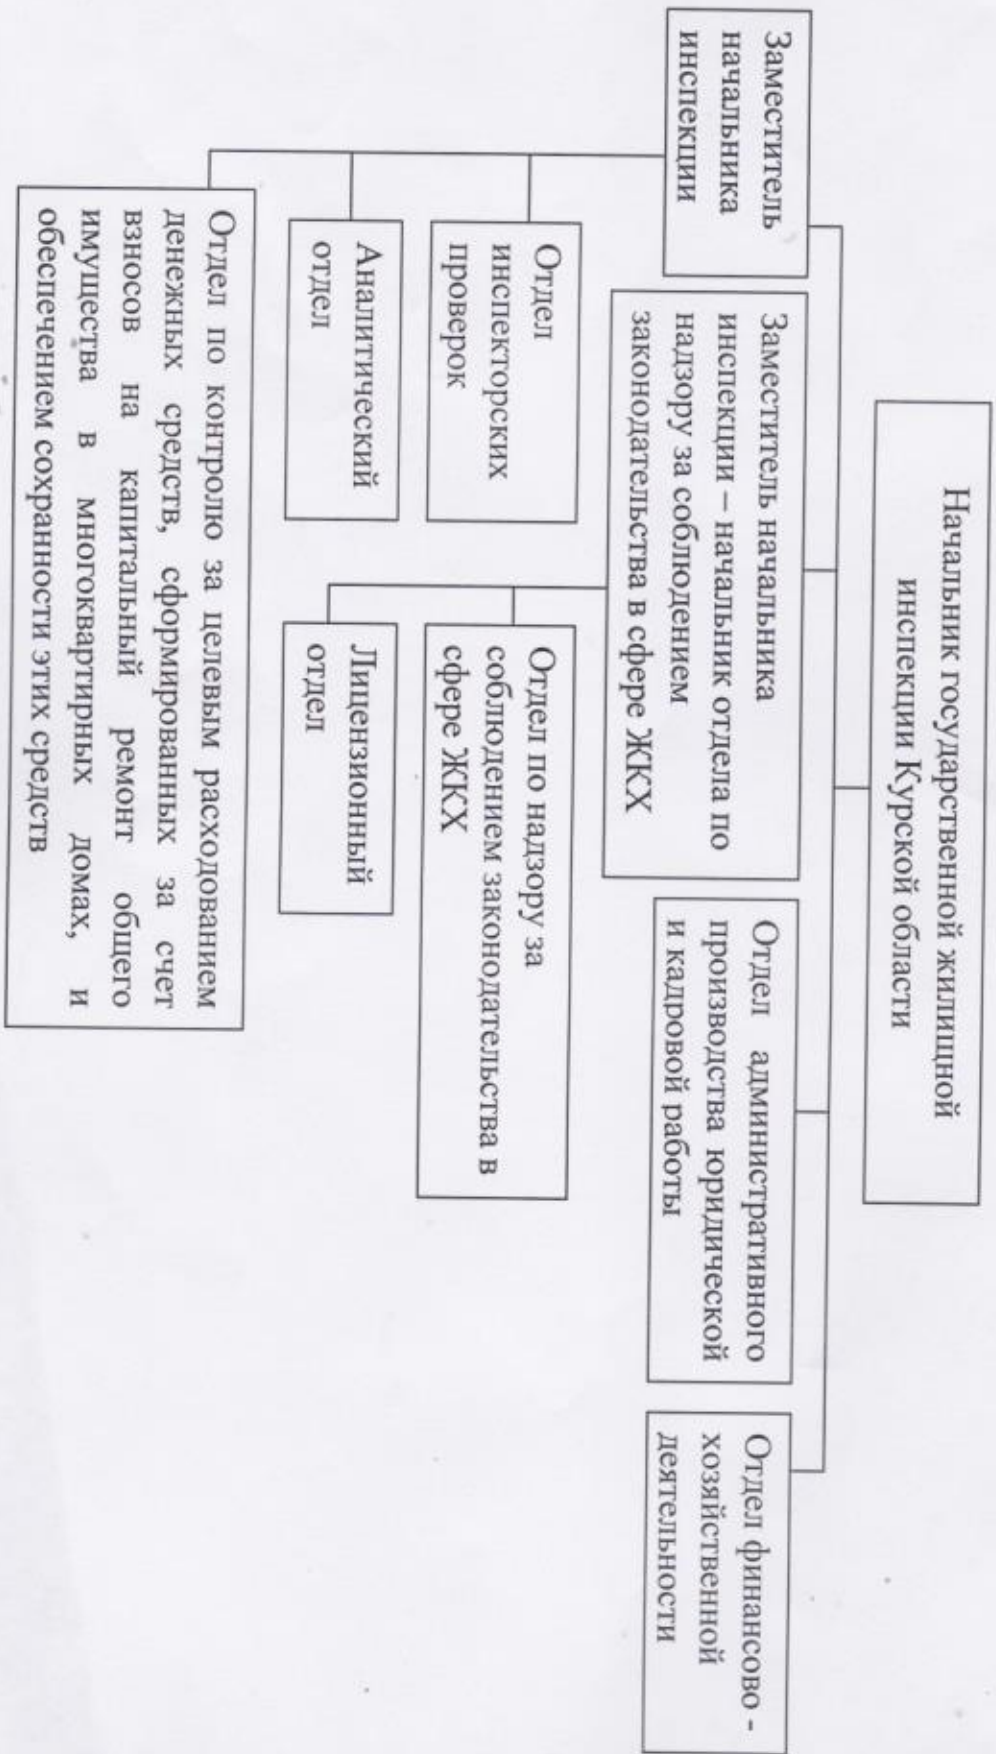 Начальник государственной жилищной
инспекции Курской области
Заместитель
начальника
инспекции
Заместитель начальника
инспекции – начальник отдела по
надзору за соблюдением
законодательства в сфере ЖКХ
Отдел административного
производства юридической
и кадровой работы
Отдел финансово -
хозяйственной
деятельности
Отдел
инспекторских
проверок
Аналитический
отдел
Отдел по контролю за целевым расходованием
денежных средств, сформированных за счет
взносов на капитальный ремонт общего
имущества в многоквартирных домах, и
обеспечением сохранности этих средств
Отдел по надзору за
соблюдением законодательства в
сфере ЖКХ
Лицензионный
отдел